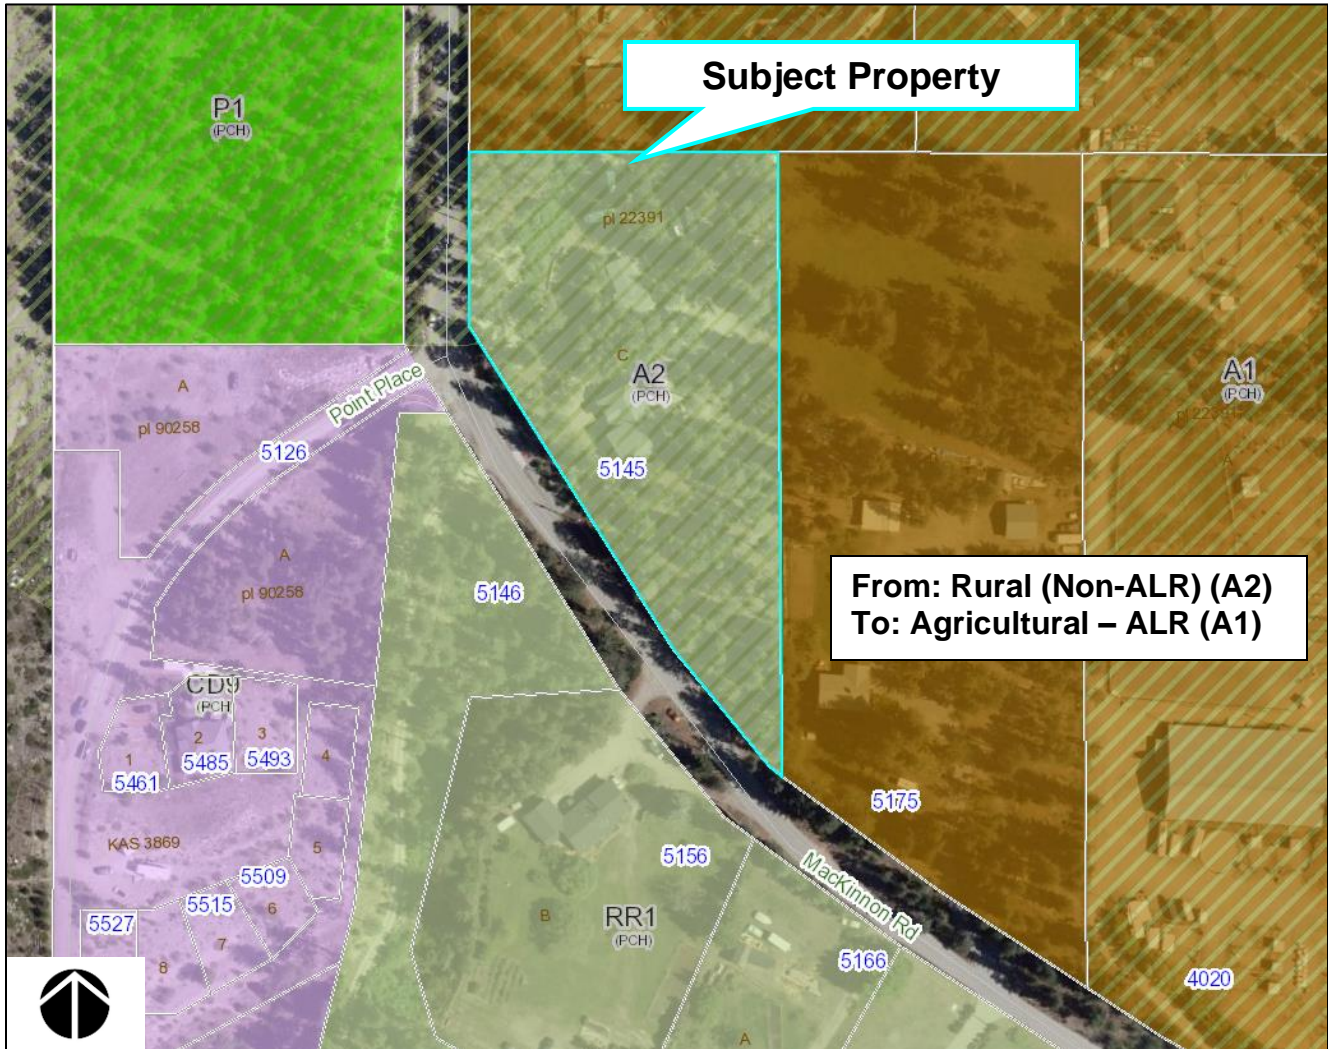 P1
(PCH)
Subject Property
pl 22391
C
A2
(PCH)
5145
A1
(PCH)
pl 22391
A
Point Place
A
pl 90258
5126
A
pl 90258
5146
From: Rural (Non-ALR) (A2)
To: Agricultural – ALR (A1)
CD9
(PCH)
1
5461
2
5485
3
5493
4
5
KAS 3869
5509
6
5515
7
5527
8
5156
B
RR1
(PCH)
MacKinnon Rd
5175
5166
A
4020